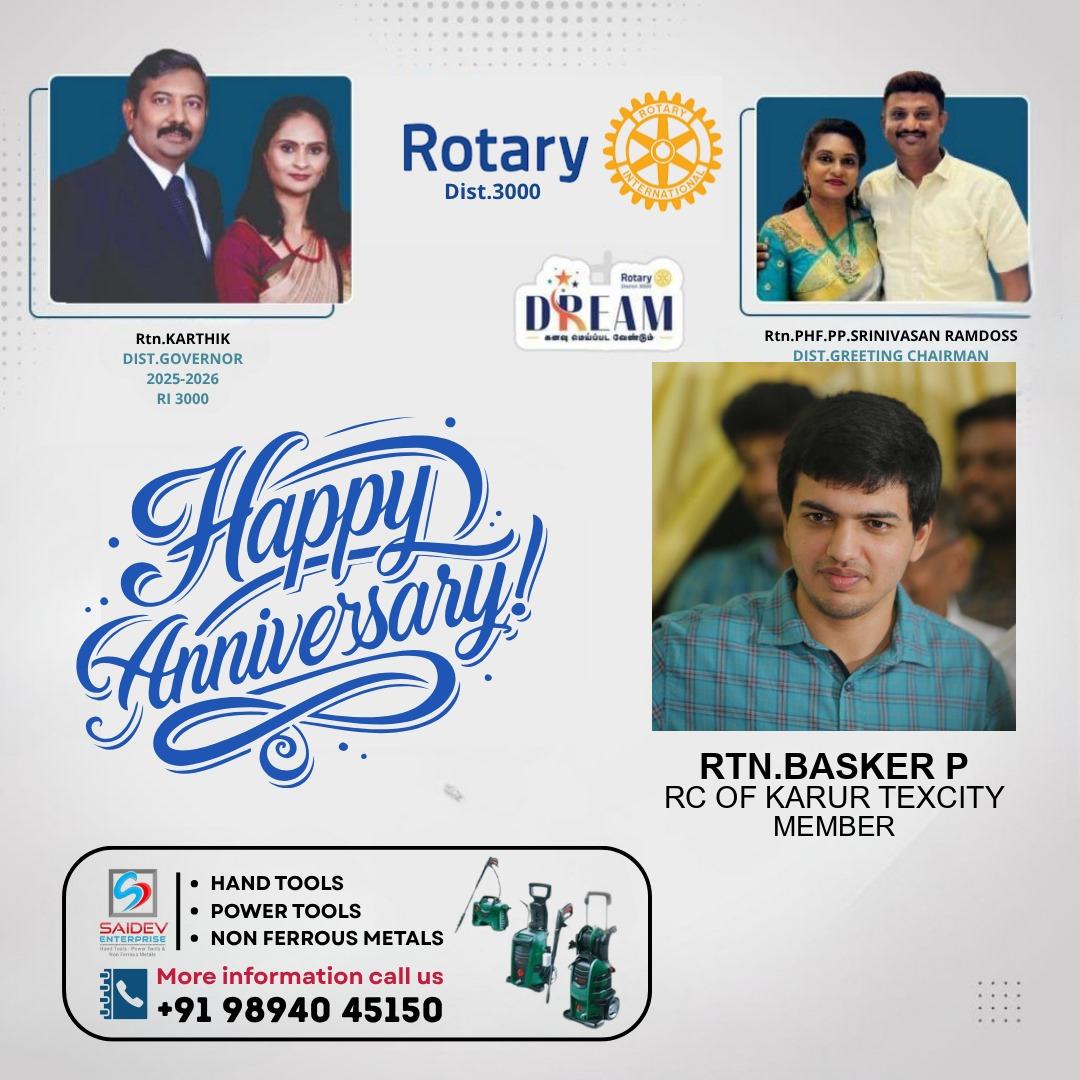 Rotary
Dist.3000
ROTARY
INTERNATIONAL
Rotary
District 3000
DREAM
கனவு மெய்ப்பட வேண்டும்
Rtn.KARTHIK
DIST.GOVERNOR
2025-2026
RI 3000
Rtn.PHF.PP.SRINIVASAN RAMDOSS
DIST.GREETING CHAIRMAN
Happy
Anniversary!
RTN.BASKER P
RC OF KARUR TEXCITY
MEMBER
SAIDEV
ENTERPRISE
Hand Tools - Power Tools &
Non Ferrous Metals
• HAND TOOLS
• POWER TOOLS
• NON FERROUS METALS
More information call us
+91 98940 45150